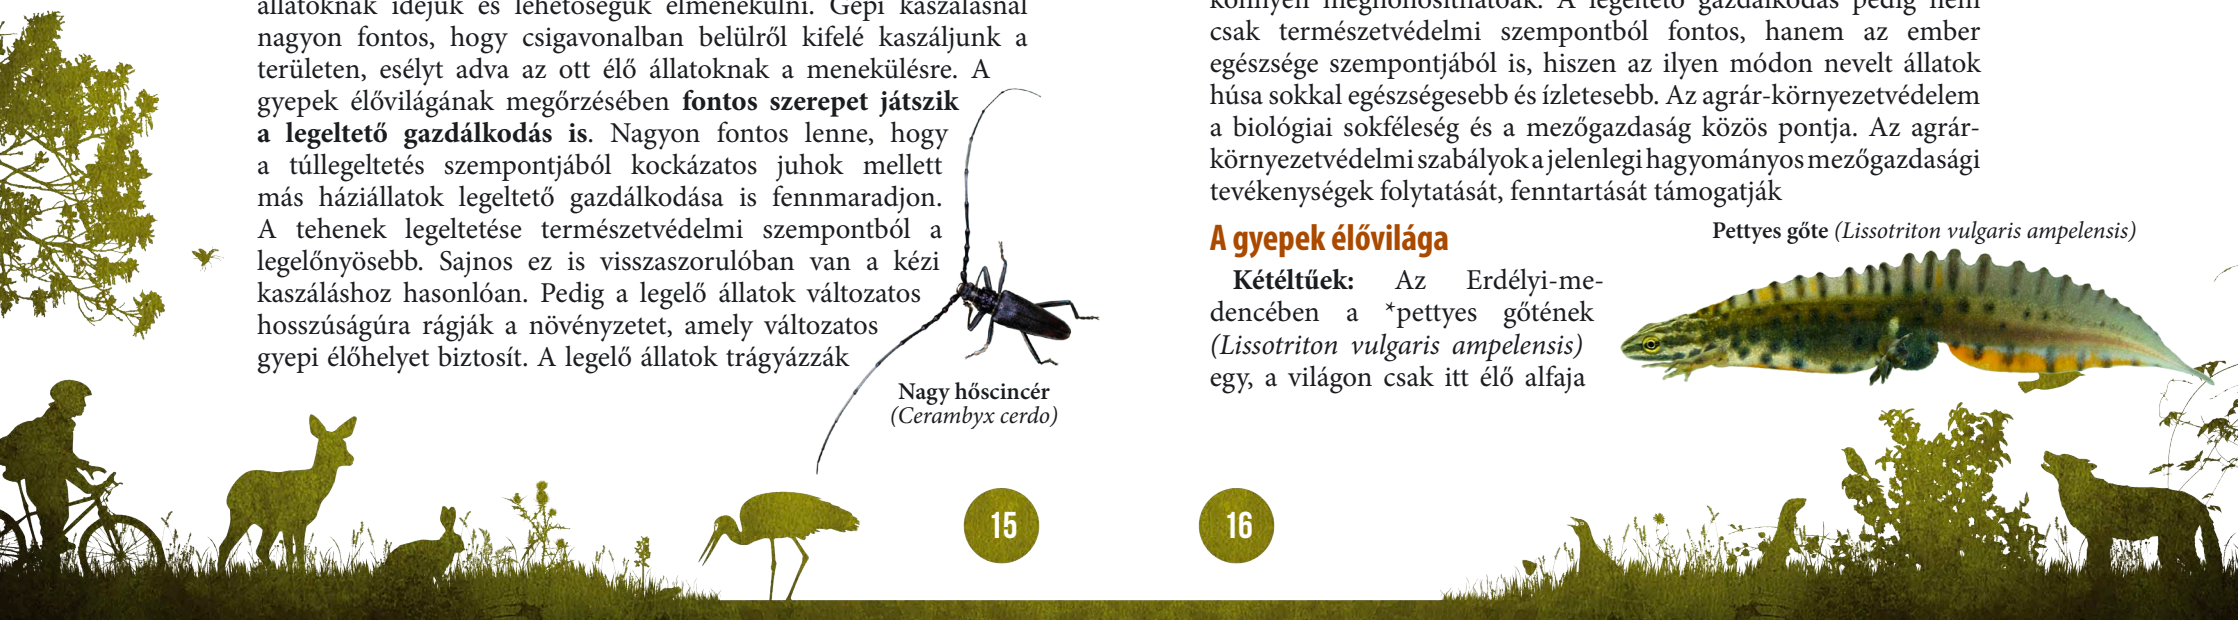 állatoknak idejük és lehetőségük elmenekülni. Gépi kaszálásnál
nagyon fontos, hogy csigavonalban belülről kifelé kaszáljunk a
területen, esélyt adva az ott élő állatoknak a menekülésre. A
gyepek élővilágának megőrzésében fontos szerepet játszik
a legeltető gazdálkodás is. Nagyon fontos lenne, hogy
a túllegeltetés szempontjából kockázatos juhok mellett
más háziállatok legeltető gazdálkodása is fennmaradjon.
A tehenek legeltetése természetvédelmi szempontból a
legelőnyösebb. Sajnos ez is visszaszorulóban van a kézi
kaszáláshoz hasonlóan. Pedig a legelő állatok változatos
hosszúságúra rágják a növényzetet, amely változatos
gyepi élőhelyet biztosít. A legelő állatok trágyázzák
Nagy hőscincér
(Cerambyx cerdo)
15
könnyen meghonosíthatóak. A legeltető gazdálkodás pedig nem
csak természetvédelmi szempontból fontos, hanem az ember
egészsége szempontjából is, hiszen az ilyen módon nevelt állatok
húsa sokkal egészségesebb és ízletesebb. Az agrár-környezetvédelem
a biológiai sokféleség és a mezőgazdaság közös pontja. Az agrár-
környezetvédelmi szabályok a jelenlegi hagyományos mezőgazdasági
tevékenységek folytatását, fenntartását támogatják
A gyepek élővilága
Pettyes gőte (Lissotriton vulgaris ampelensis)
Kétéltűek: Az Erdélyi-me-
dencében a *pettyes gőtének
(Lissotriton vulgaris ampelensis)
egy, a világon csak itt élő alfaja
16